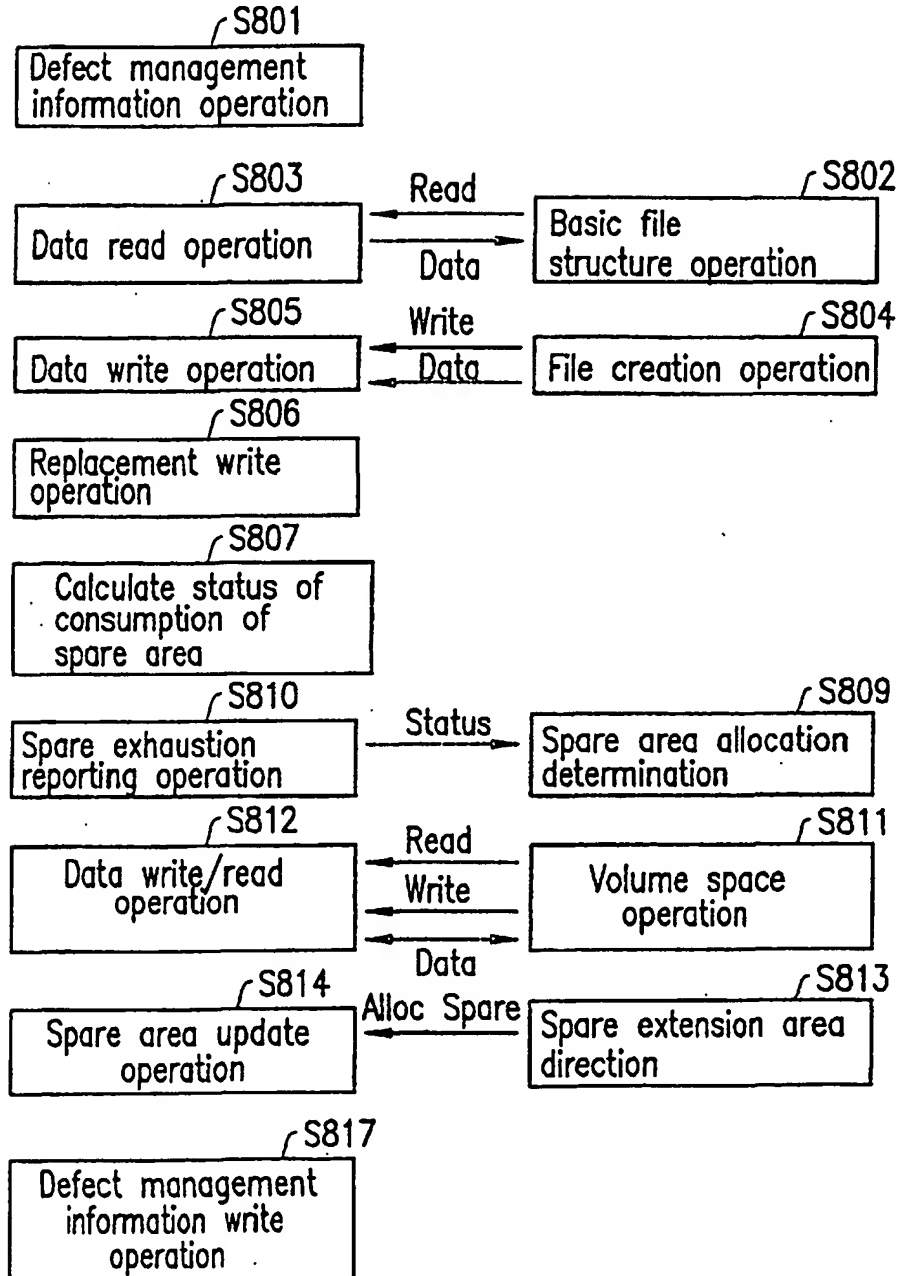 S801
Defect management
information operation
S803
Read
S802
Data read operation
Data
Basic file
structure operation
S805
Write
S804
Data write operation
Data
File creation operation
S806
Replacement write
operation
S807
Calculate status of
consumption of
spare area
S810
Status
S809
Spare exhaustion
reporting operation
Spare area allocation
determination
S812
Read
S811
Data write/read
operation
Write
Volume space
operation
Data
S814
Alloc Spare
S813
Spare area update
operation
Spare extension area
direction
S817
Defect management
information write
operation